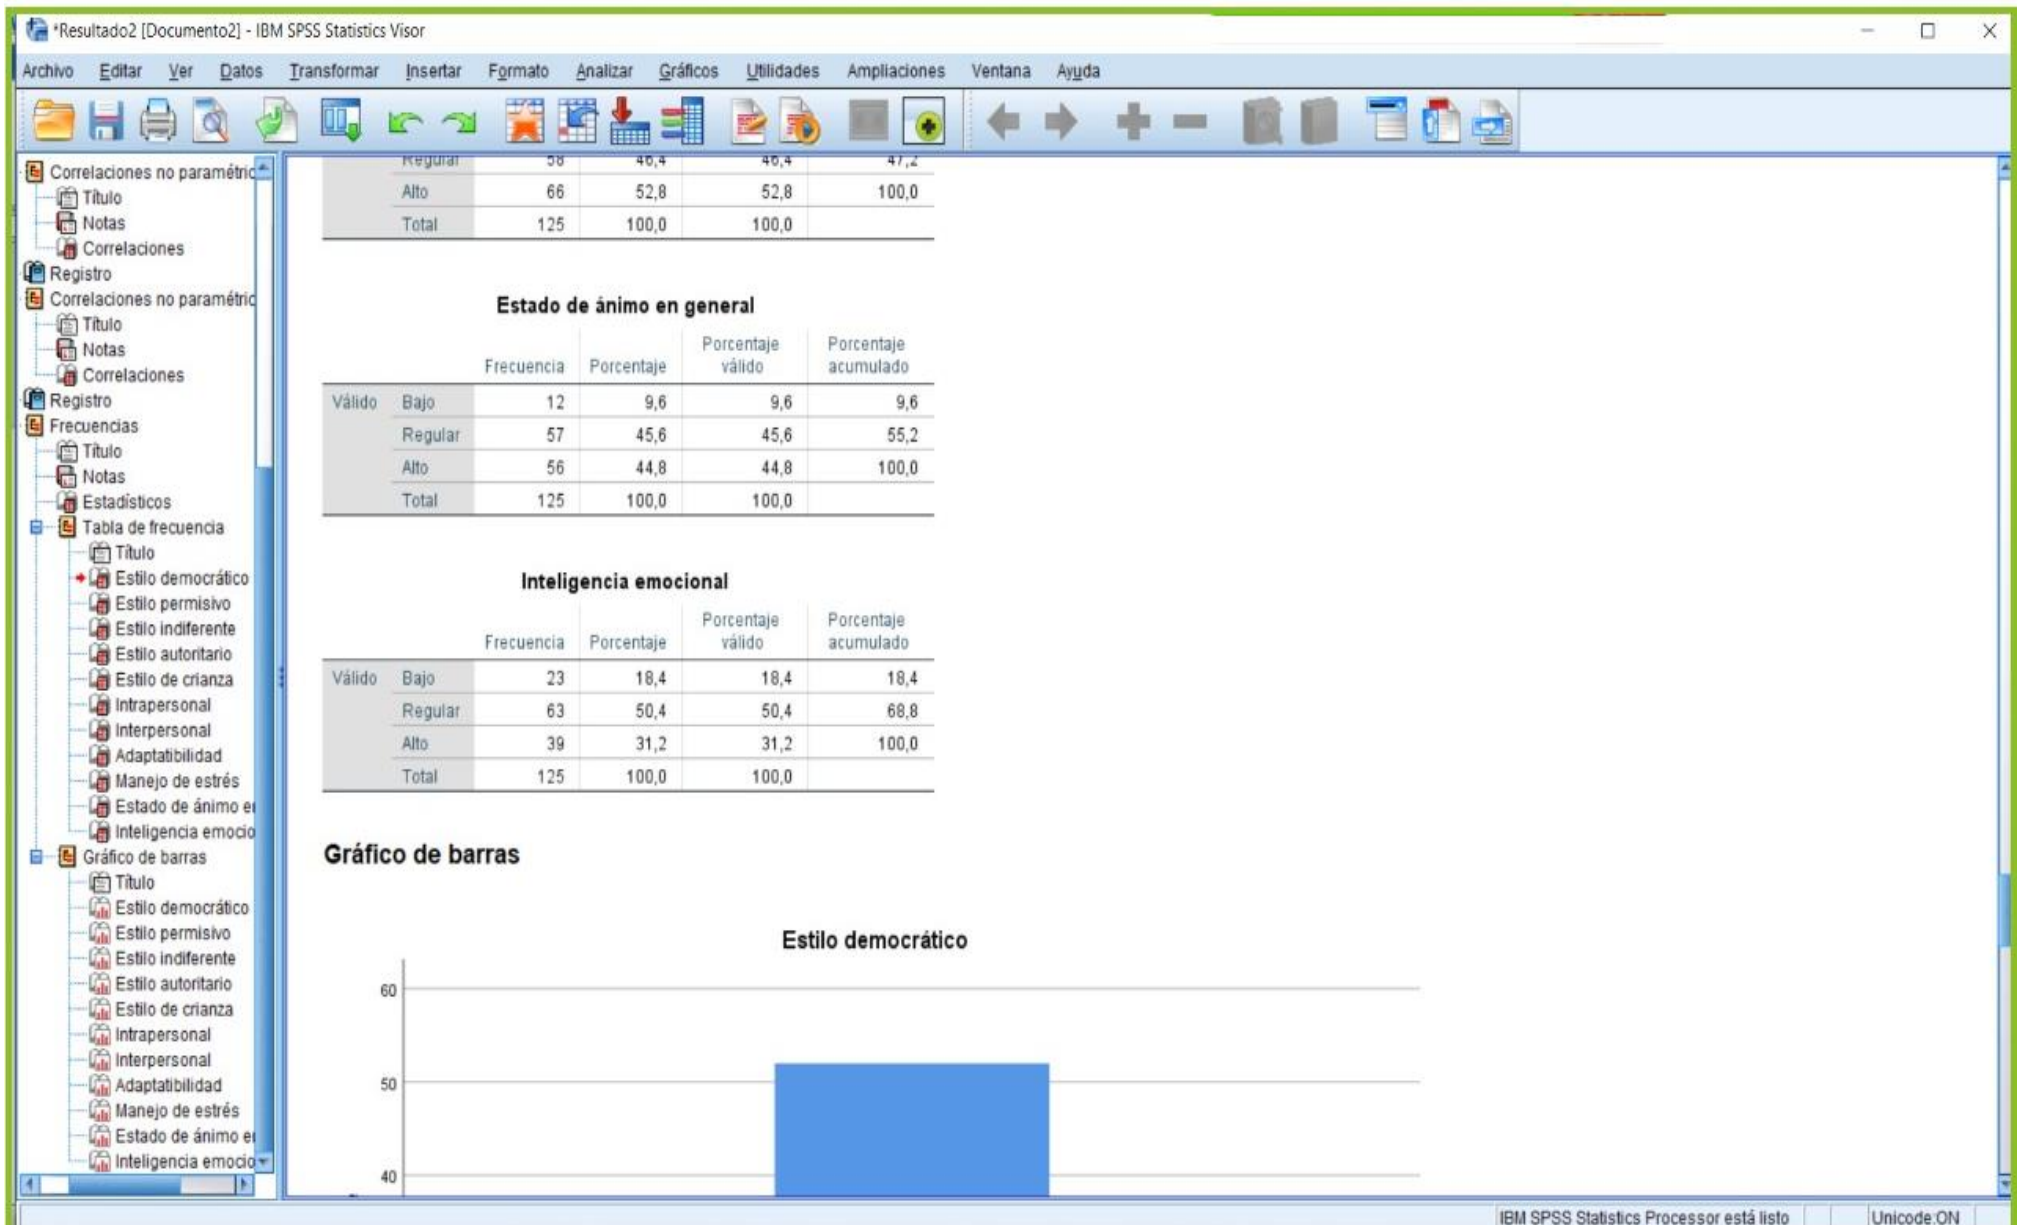 *Resultado2 [Documento2] - IBM SPSS Statistics Visor
Archivo Editar Ver Datos Transformar Insertar Formato Analizar Gráficos Utilidades Ampliaciones Ventana Ayuda
Correlaciones no paramétric
Título
Notas
Correlaciones
Registro
Correlaciones no paramétric
Título
Notas
Correlaciones
Registro
Frecuencias
Título
Notas
Estadísticos
Tabla de frecuencia
Título
Estilo democrático
Estilo permisivo
Estilo indiferente
Estilo autoritario
Estilo de crianza
Intrapersonal
Interpersonal
Adaptatibilidad
Manejo de estrés
Estado de ánimo en
Inteligencia emocio
Gráfico de barras
Título
Estilo democrático
Estilo permisivo
Estilo indiferente
Estilo autoritario
Estilo de crianza
Intrapersonal
Interpersonal
Adaptatibilidad
Manejo de estrés
Estado de ánimo en
Inteligencia emocio
Regular 58 46,4 46,4 47,2
Alto 66 52,8 52,8 100,0
Total 125 100,0 100,0
Estado de ánimo en general
Frecuencia Porcentaje Porcentaje válido Porcentaje acumulado
Válido Bajo 12 9,6 9,6 9,6
Regular 57 45,6 45,6 55,2
Alto 56 44,8 44,8 100,0
Total 125 100,0 100,0
Inteligencia emocional
Frecuencia Porcentaje Porcentaje válido Porcentaje acumulado
Válido Bajo 23 18,4 18,4 18,4
Regular 63 50,4 50,4 68,8
Alto 39 31,2 31,2 100,0
Total 125 100,0 100,0
Gráfico de barras
Estilo democrático
60
50
40
IBM SPSS Statistics Processor está listo Unicode:ON